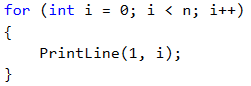 for (int i = 0; i < n; i++)
{
    PrintLine(1, i);
}